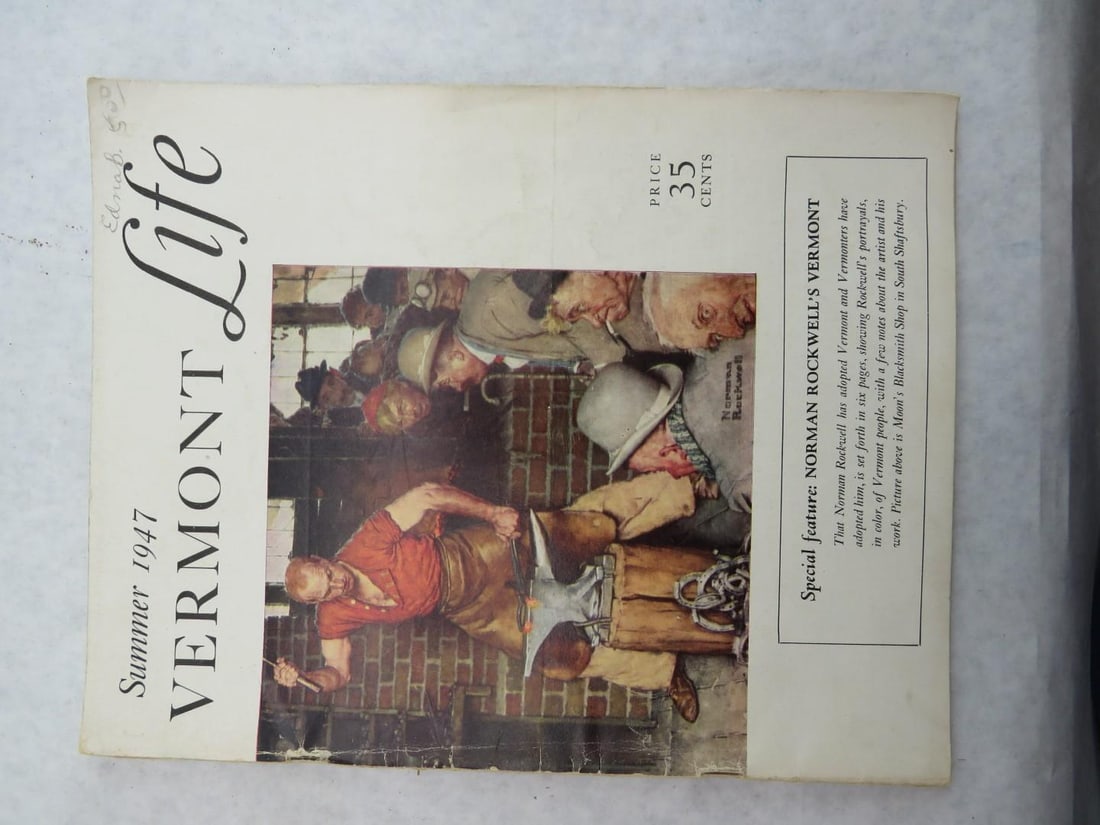 Edna B.
Summer 1947
VERMONT Life
PRICE
35
CENTS
Norman
Rockwell
Special feature: NORMAN ROCKWELL'S VERMONT
That Norman Rockwell has adopted Vermont and Vermonters have
adopted him, is set forth in six pages, showing Rockwell's portrayals,
in color, of Vermont people, with a few notes about the artist and his
work. Picture above is Moon's Blacksmith Shop in South Shaftsbury.